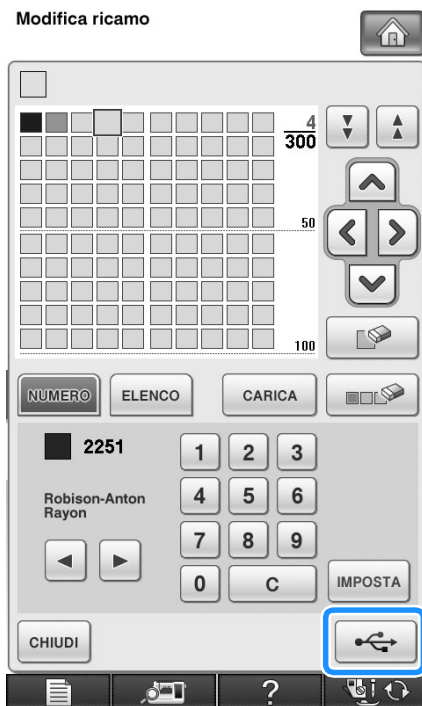 Modifica ricamo
4
300
50
100
NUMERO ELENCO CARICA
2251
1 2 3
Robison-Anton
Rayon
4 5 6
7 8 9
0 C IMPOSTA
CHIUDI
?